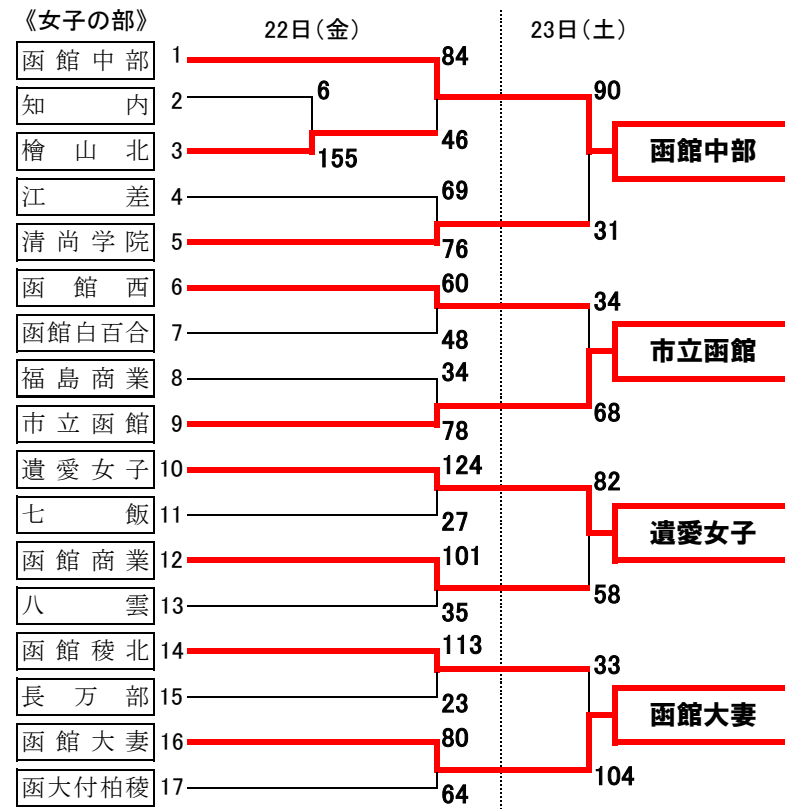 《女子の部》 22日(金) 23日(土)
函館中部 1 84
知内 2 6 90
檜山北 3 155 46 函館中部
江差 4 69
清尚学院 5 76 31
函館西 6 60 34
函館白百合 7 48 市立函館
福島商業 8 34
市立函館 9 78 68
遺愛女子 10 124 82
七飯 11 27 遺愛女子
函館商業 12 101
八雲 13 35 58
函館稜北 14 113 33
長万部 15 23 函館大妻
函館大妻 16 80
函大付柏稜 17 64 104